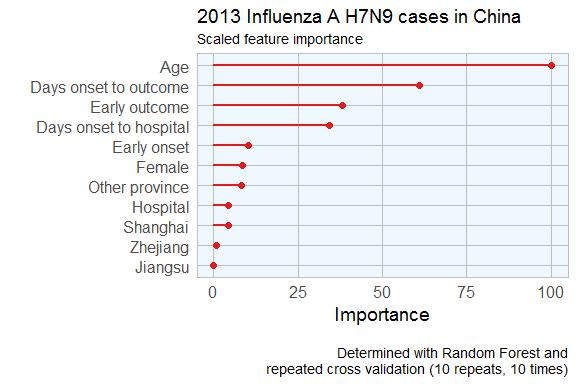 2013 Influenza A H7N9 cases in China
Scaled feature importance
Age
Days onset to outcome
Early outcome
Days onset to hospital
Early onset
Female
Other province
Hospital
Shanghai
Zhejiang
Jiangsu
0 25 50 75 100
Importance
Determined with Random Forest and
repeated cross validation (10 repeats, 10 times)